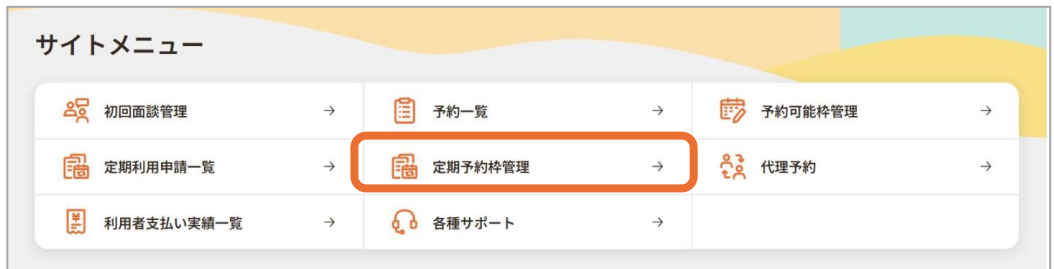 サイトメニュー
初回面談管理 →
予約一覧 →
予約可能枠管理 →
定期利用申請一覧 →
定期予約枠管理 →
代理予約 →
利用者支払い実績一覧 →
各種サポート →